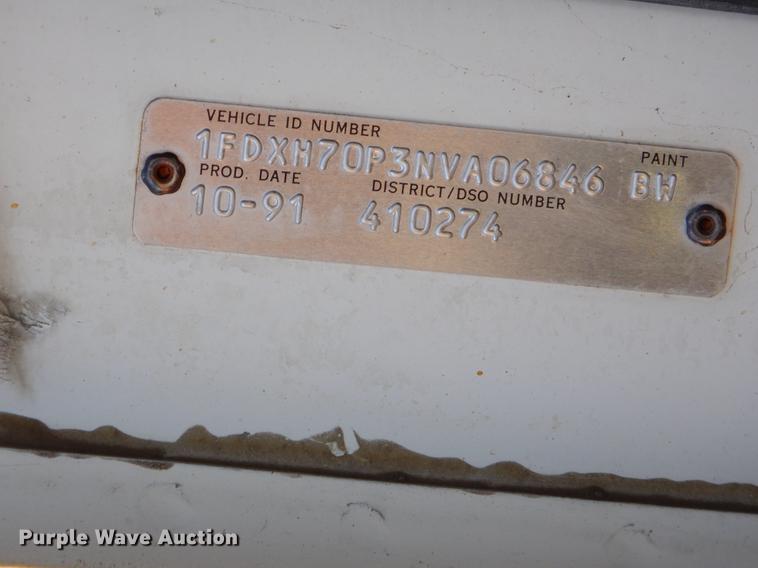 VEHICLE ID NUMBER PAINT
1FDXH70P3NVA06846 BW
PROD. DATE DISTRICT/DSO NUMBER
10-91 410274
Purple Wave Auction